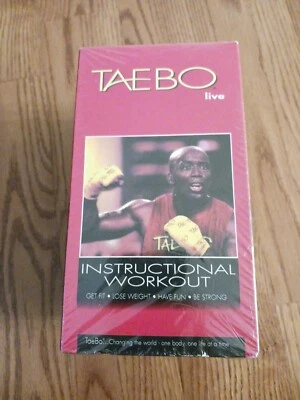 TAEBO
live
TAEBO
INSTRUCTIONAL
WORKOUT
GET FIT • LOSE WEIGHT • HAVE FUN • BE STRONG
TaeBo! Changing the world - one body, one life at a time